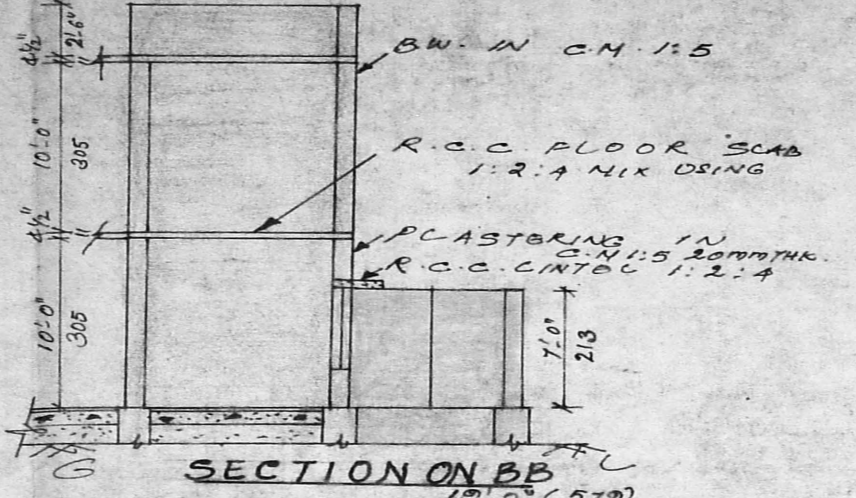 2'-6"
4½"
B.W. IN C.M. 1:5
10'-0"
305
R.C.C. FLOOR SLAB
1:2:4 MIX USING
4½"
PLASTERING IN
C.M 1:5 20mm THK.
R.C.C. LINTEL 1:2:4
10'-0"
305
7'-0"
213
G L
SECTION ON BB